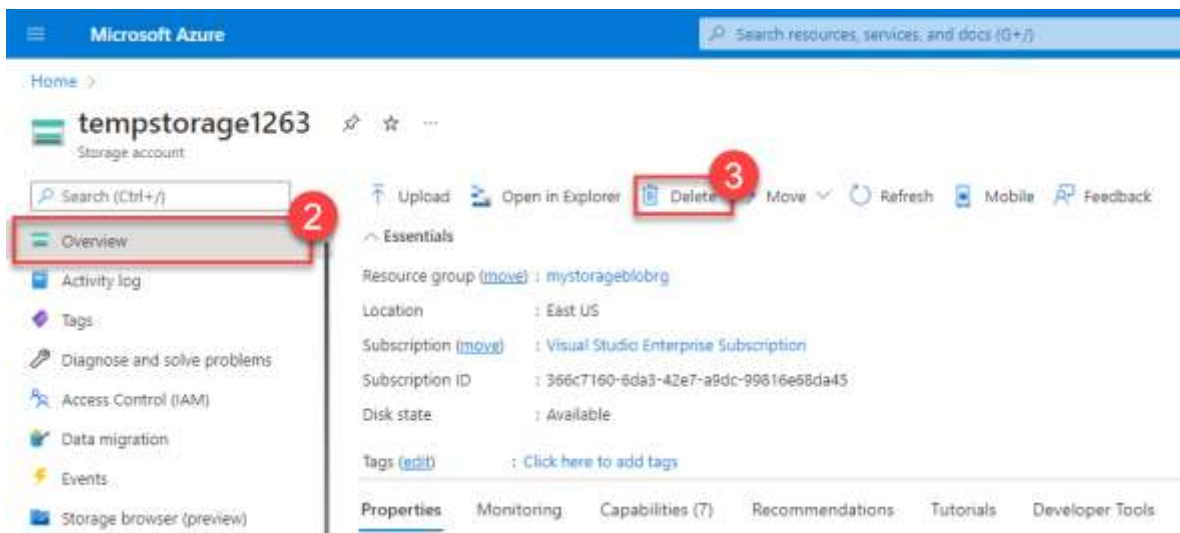 Microsoft Azure
Search resources, services, and docs (G+/)
Home >
tempstorage1263
Storage account
Search (Ctrl+/)
2
Overview
Activity log
Tags
Diagnose and solve problems
Access Control (IAM)
Data migration
Events
Storage browser (preview)
Upload Open in Explorer Delete 3 Move Refresh Mobile Feedback
Essentials
Resource group (move) : mystorageblobrg
Location : East US
Subscription (move) : Visual Studio Enterprise Subscription
Subscription ID : 366c7160-6da3-42e7-a9dc-99816e68da45
Disk state : Available
Tags (edit) : Click here to add tags
Properties Monitoring Capabilities (7) Recommendations Tutorials Developer Tools